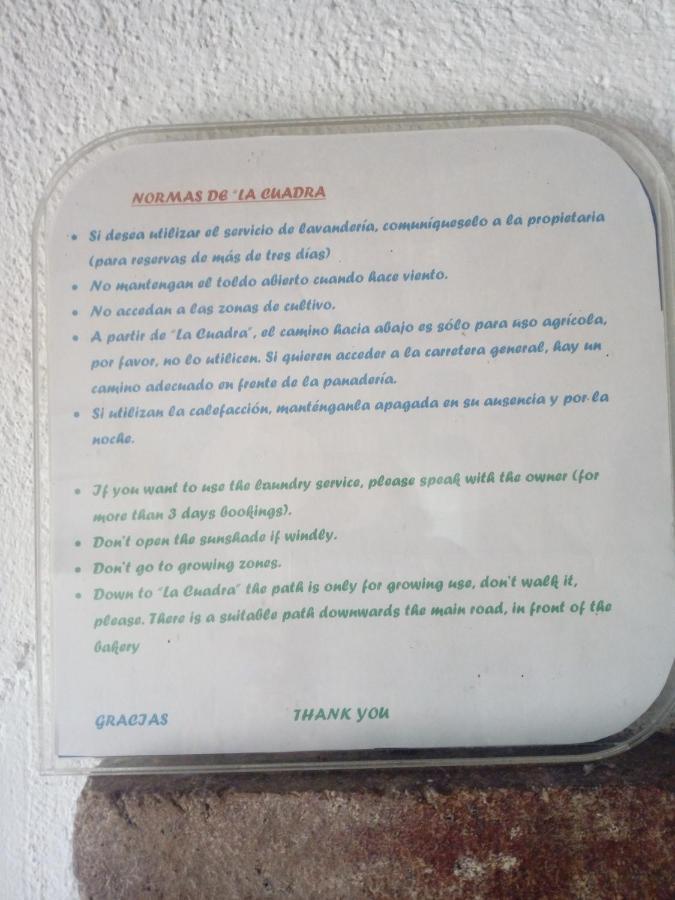 NORMAS DE "LA CUADRA
• Si desea utilizar el servicio de lavandería, comuníqueselo a la propietaria
(para reservas de más de tres días)
• No mantengan el toldo abierto cuando hace viento.
• No accedan a las zonas de cultivo.
• A partir de "La Cuadra", el camino hacia abajo es sólo para uso agrícola,
por favor, no lo utilicen. Si quieren acceder a la carretera general, hay un
camino adecuado en frente de la panadería.
• Si utilizan la calefacción, manténganla apagada en su ausencia y por la
noche.
• If you want to use the laundry service, please speak with the owner (for
more than 3 days bookings).
• Don't open the sunshade if windly.
• Don't go to growing zones.
• Down to "La Cuadra" the path is only for growing use, don't walk it,
please. There is a suitable path downwards the main road, in front of the
bakery
GRACIAS THANK YOU